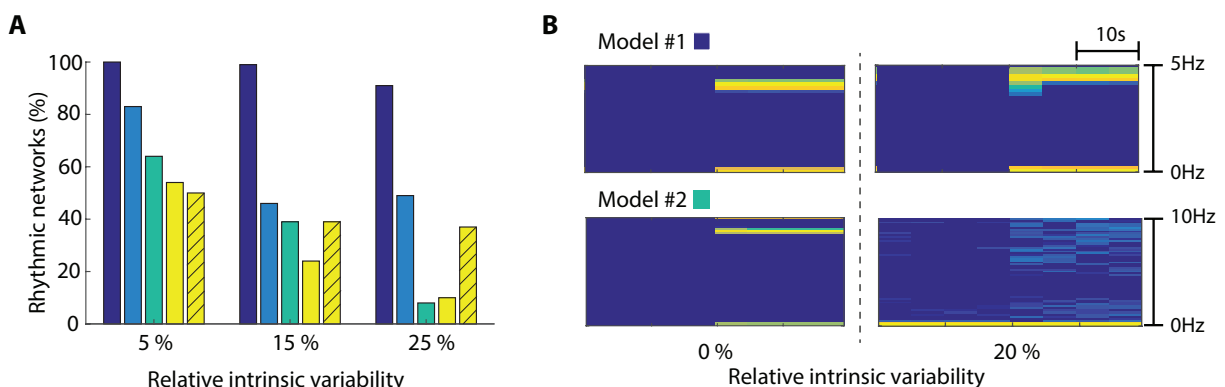 A
Rhythmic networks (%)
100
80
60
40
20
0
5 %
15 %
25 %
Relative intrinsic variability
B
Model #1
10s
5Hz
0Hz
Model #2
10Hz
0Hz
0 %
20 %
Relative intrinsic variability